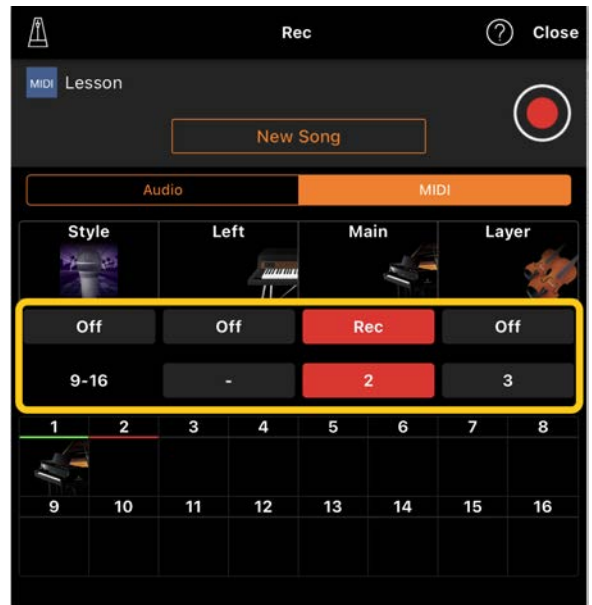 Rec ? Close
MIDI Lesson
New Song
Audio MIDI
Style Left Main Layer
Off Off Rec Off
9-16 - 2 3
1 2 3 4 5 6 7 8
9 10 11 12 13 14 15 16